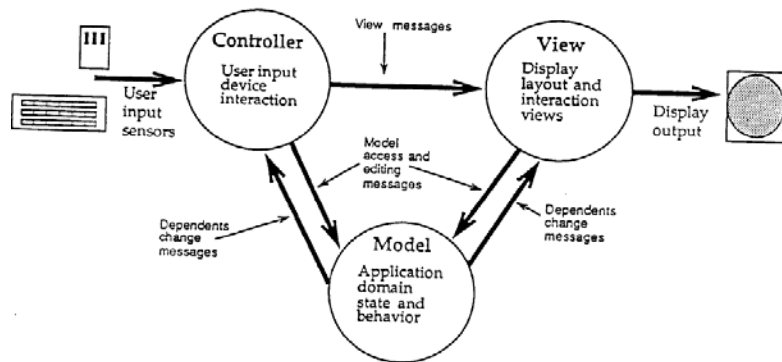 Controller
User input
device
interaction
View messages
View
Display
layout and
interaction
views
User
input
sensors
Display
output
Model
access and
editing
messages
Dependents
change
messages
Dependents
change
messages
Model
Application
domain
state and
behavior